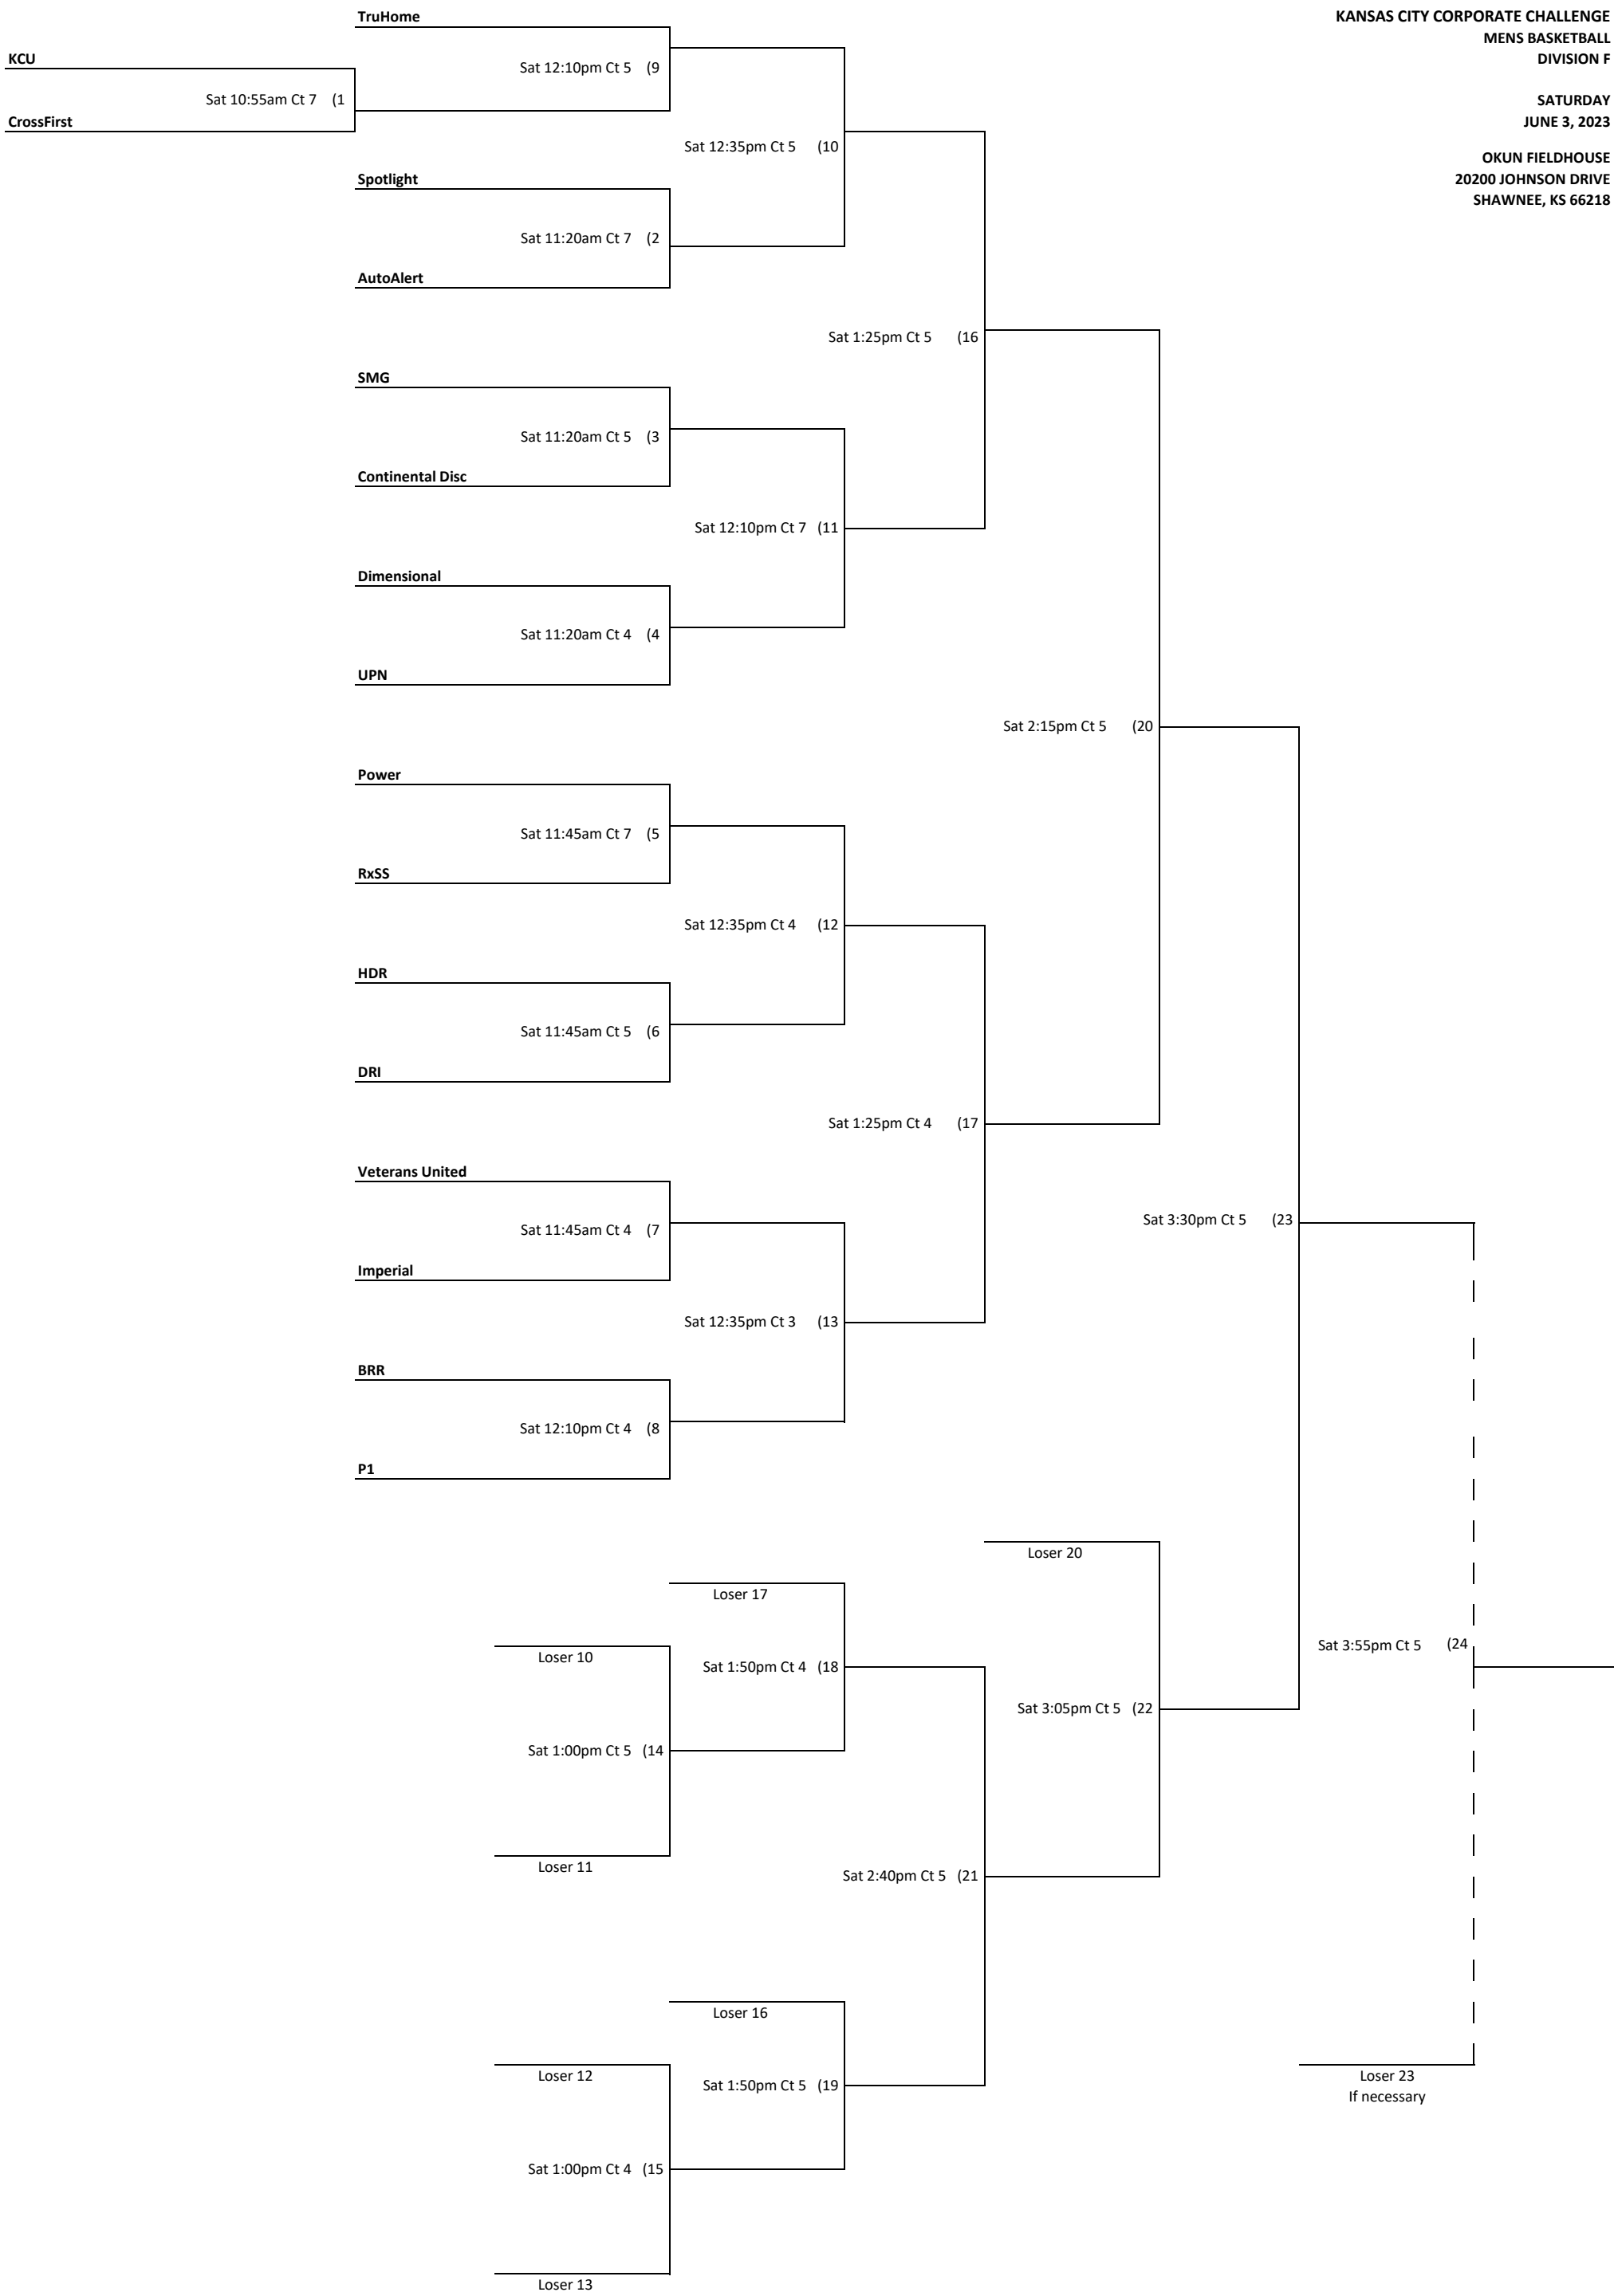 TruHome
KANSAS CITY CORPORATE CHALLENGE
MENS BASKETBALL
KCU
DIVISION F
Sat 12:10pm Ct 5 (9
Sat 10:55am Ct 7 (1
SATURDAY
CrossFirst
JUNE 3, 2023
Sat 12:35pm Ct 5 (10
OKUN FIELDHOUSE
Spotlight
20200 JOHNSON DRIVE
SHAWNEE, KS 66218
Sat 11:20am Ct 7 (2
AutoAlert
Sat 1:25pm Ct 5 (16
SMG
Sat 11:20am Ct 5 (3
Continental Disc
Sat 12:10pm Ct 7 (11
Dimensional
Sat 11:20am Ct 4 (4
UPN
Sat 2:15pm Ct 5 (20
Power
Sat 11:45am Ct 7 (5
RxSS
Sat 12:35pm Ct 4 (12
HDR
Sat 11:45am Ct 5 (6
DRI
Sat 1:25pm Ct 4 (17
Veterans United
Sat 3:30pm Ct 5 (23
Sat 11:45am Ct 4 (7
Imperial
Sat 12:35pm Ct 3 (13
BRR
Sat 12:10pm Ct 4 (8
P1
Loser 20
Loser 17
Sat 3:55pm Ct 5 (24
Loser 10
Sat 1:50pm Ct 4 (18
Sat 3:05pm Ct 5 (22
Sat 1:00pm Ct 5 (14
Loser 11
Sat 2:40pm Ct 5 (21
Loser 16
Loser 12
Loser 23
Sat 1:50pm Ct 5 (19
If necessary
Sat 1:00pm Ct 4 (15
Loser 13